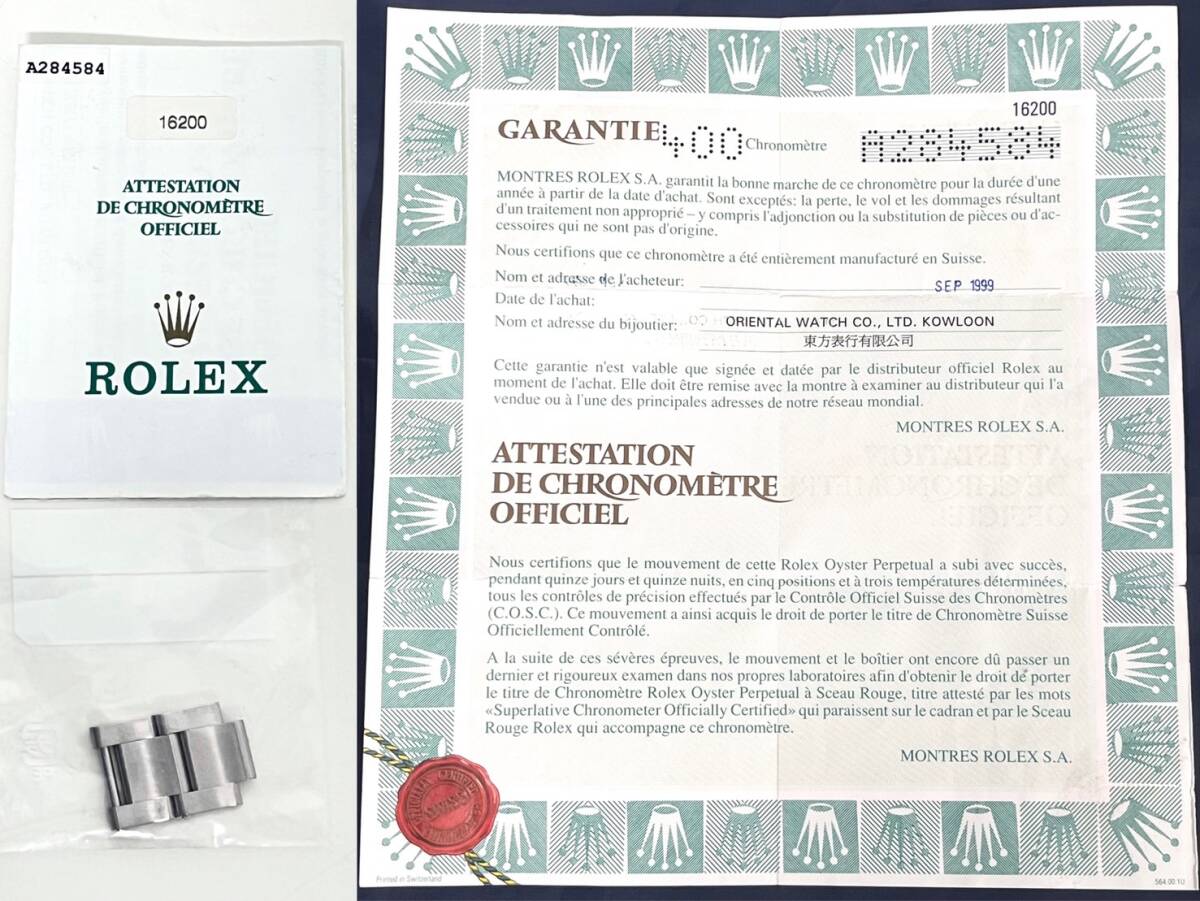 A284584
16200
ATTESTATION
DE CHRONOMÈTRE
OFFICIEL
ROLEX
16200
GARANTIE 400 Chronomètre A284584
MONTRES ROLEX S.A. garantit la bonne marche de ce chronomètre pour la durée d'une
année à partir de la date d'achat. Sont exceptés: la perte, le vol et les dommages résultant
d'un traitement non approprié – y compris l'adjonction ou la substitution de pièces ou d'ac-
cessoires qui ne sont pas d'origine.
Nous certifions que ce chronomètre a été entièrement manufacturé en Suisse.
Nom et adresse de l'acheteur:
SEP 1999
Date de l'achat:
Nom et adresse du bijoutier: ORIENTAL WATCH CO., LTD. KOWLOON
東方表行有限公司
Cette garantie n'est valable que signée et datée par le distributeur officiel Rolex au
moment de l'achat. Elle doit être remise avec la montre à examiner au distributeur qui l'a
vendue ou à l'une des principales adresses de notre réseau mondial.
MONTRES ROLEX S.A.
ATTESTATION
DE CHRONOMÈTRE
OFFICIEL
Nous certifions que le mouvement de cette Rolex Oyster Perpetual a subi avec succès,
pendant quinze jours et quinze nuits, en cinq positions et à trois températures déterminées,
tous les contrôles de précision effectués par le Contrôle Officiel Suisse des Chronomètres
(C.O.S.C.). Ce mouvement a ainsi acquis le droit de porter le titre de Chronomètre Suisse
Officiellement Contrôlé.
A la suite de ces sévères épreuves, le mouvement et le boîtier ont encore dû passer un
dernier et rigoureux examen dans nos propres laboratoires afin d'obtenir le droit de porter
le titre de Chronomètre Rolex Oyster Perpetual à Sceau Rouge, titre attesté par les mots
«Superlative Chronometer Officially Certified» qui paraissent sur le cadran et par le Sceau
Rouge Rolex qui accompagne ce chronomètre.
MONTRES ROLEX S.A.
Printed in Switzerland
564.00.10